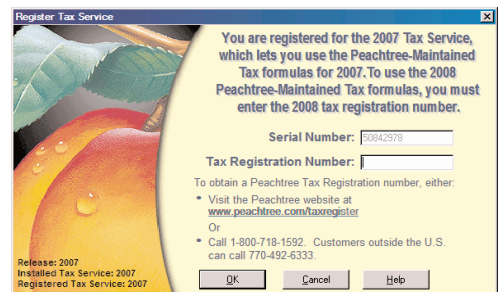 Register Tax Service
You are registered for the 2007 Tax Service,
which lets you use the Peachtree-Maintained
Tax formulas for 2007.To use the 2008
Peachtree-Maintained Tax formulas, you must
enter the 2008 tax registration number.
Serial Number: 50842978
Tax Registration Number:
To obtain a Peachtree Tax Registration number, either:
• Visit the Peachtree website at
www.peachtree.com/taxregister
Or
• Call 1-800-718-1592. Customers outside the U.S.
can call 770-492-6333.
Release: 2007
Installed Tax Service: 2007
Registered Tax Service: 2007
OK Cancel Help